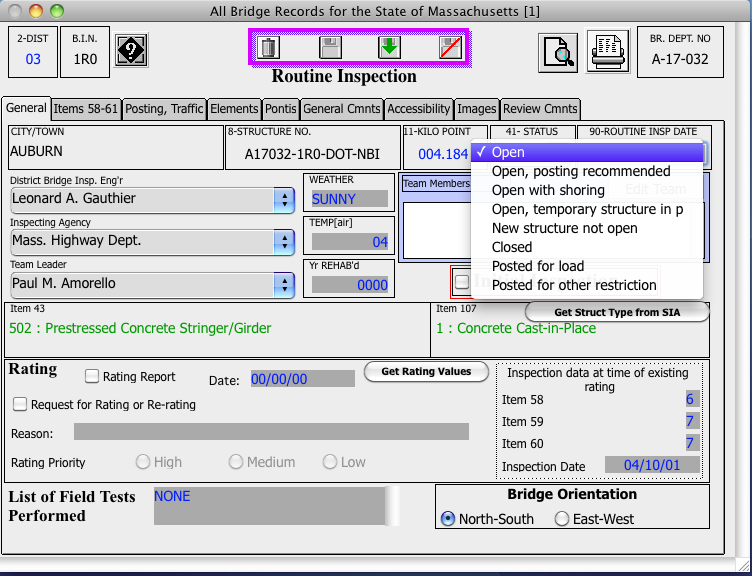 All Bridge Records for the State of Massachusetts [1]
2-DIST
03
B.I.N.
1R0
Routine Inspection
BR. DEPT. NO
A-17-032
General
Items 58-61
Posting, Traffic
Elements
Pontis
General Cmnts
Accessibility
Images
Review Cmnts
CITY/TOWN
AUBURN
8-STRUCTURE NO.
A17032-1R0-DOT-NBI
11-KILO POINT
004.184
41- STATUS
90-ROUTINE INSP DATE
✓ Open
Open, posting recommended
Open with shoring
Open, temporary structure in p
New structure not open
Closed
Posted for load
Posted for other restriction
District Bridge Insp. Eng'r
Leonard A. Gauthier
Inspecting Agency
Mass. Highway Dept.
Team Leader
Paul M. Amorello
WEATHER
SUNNY
TEMP[air]
04
Yr REHAB'd
0000
Team Members
Edit Team
Item 43
502 : Prestressed Concrete Stringer/Girder
Item 107
1 : Concrete Cast-in-Place
Get Struct Type from SIA
Rating
Rating Report
Date:
00/00/00
Get Rating Values
Request for Rating or Re-rating
Reason:
Rating Priority
High
Medium
Low
Inspection data at time of existing
rating
Item 58
6
Item 59
7
Item 60
7
Inspection Date
04/10/01
List of Field Tests
Performed
NONE
Bridge Orientation
North-South
East-West